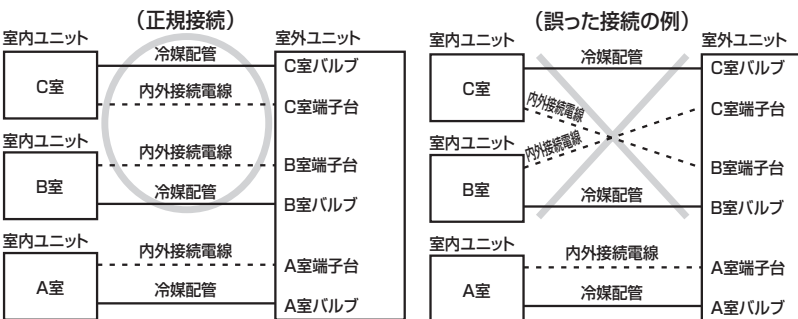 （正規接続）
室内ユニット
室外ユニット
C室
冷媒配管
C室バルブ
内外接続電線
C室端子台
室内ユニット
B室
内外接続電線
B室端子台
冷媒配管
B室バルブ
室内ユニット
A室
内外接続電線
A室端子台
冷媒配管
A室バルブ
（誤った接続の例）
室内ユニット
室外ユニット
C室
冷媒配管
C室バルブ
内外接続電線
C室端子台
室内ユニット
B室
内外接続電線
B室端子台
冷媒配管
B室バルブ
室内ユニット
A室
内外接続電線
A室端子台
冷媒配管
A室バルブ